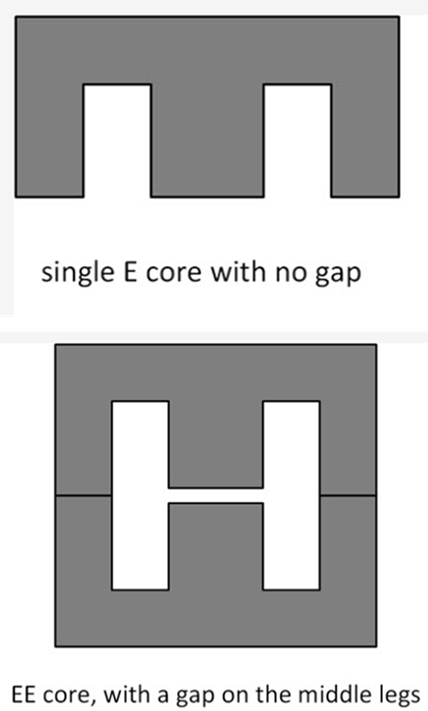 single E core with no gap
EE core, with a gap on the middle legs